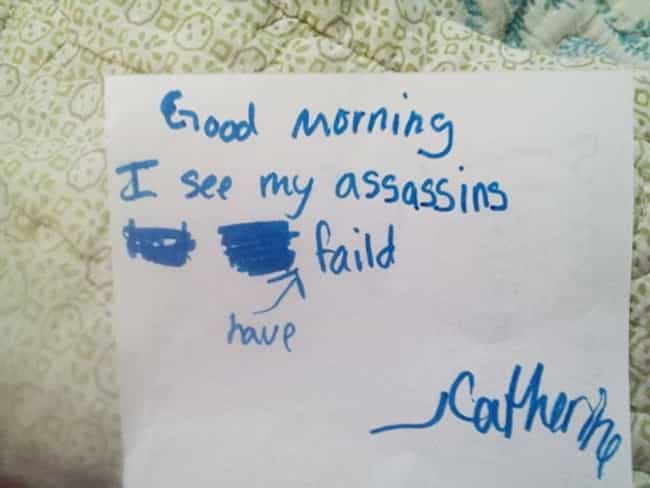 Good Morning
I see my assassins
faild
have
Catherine